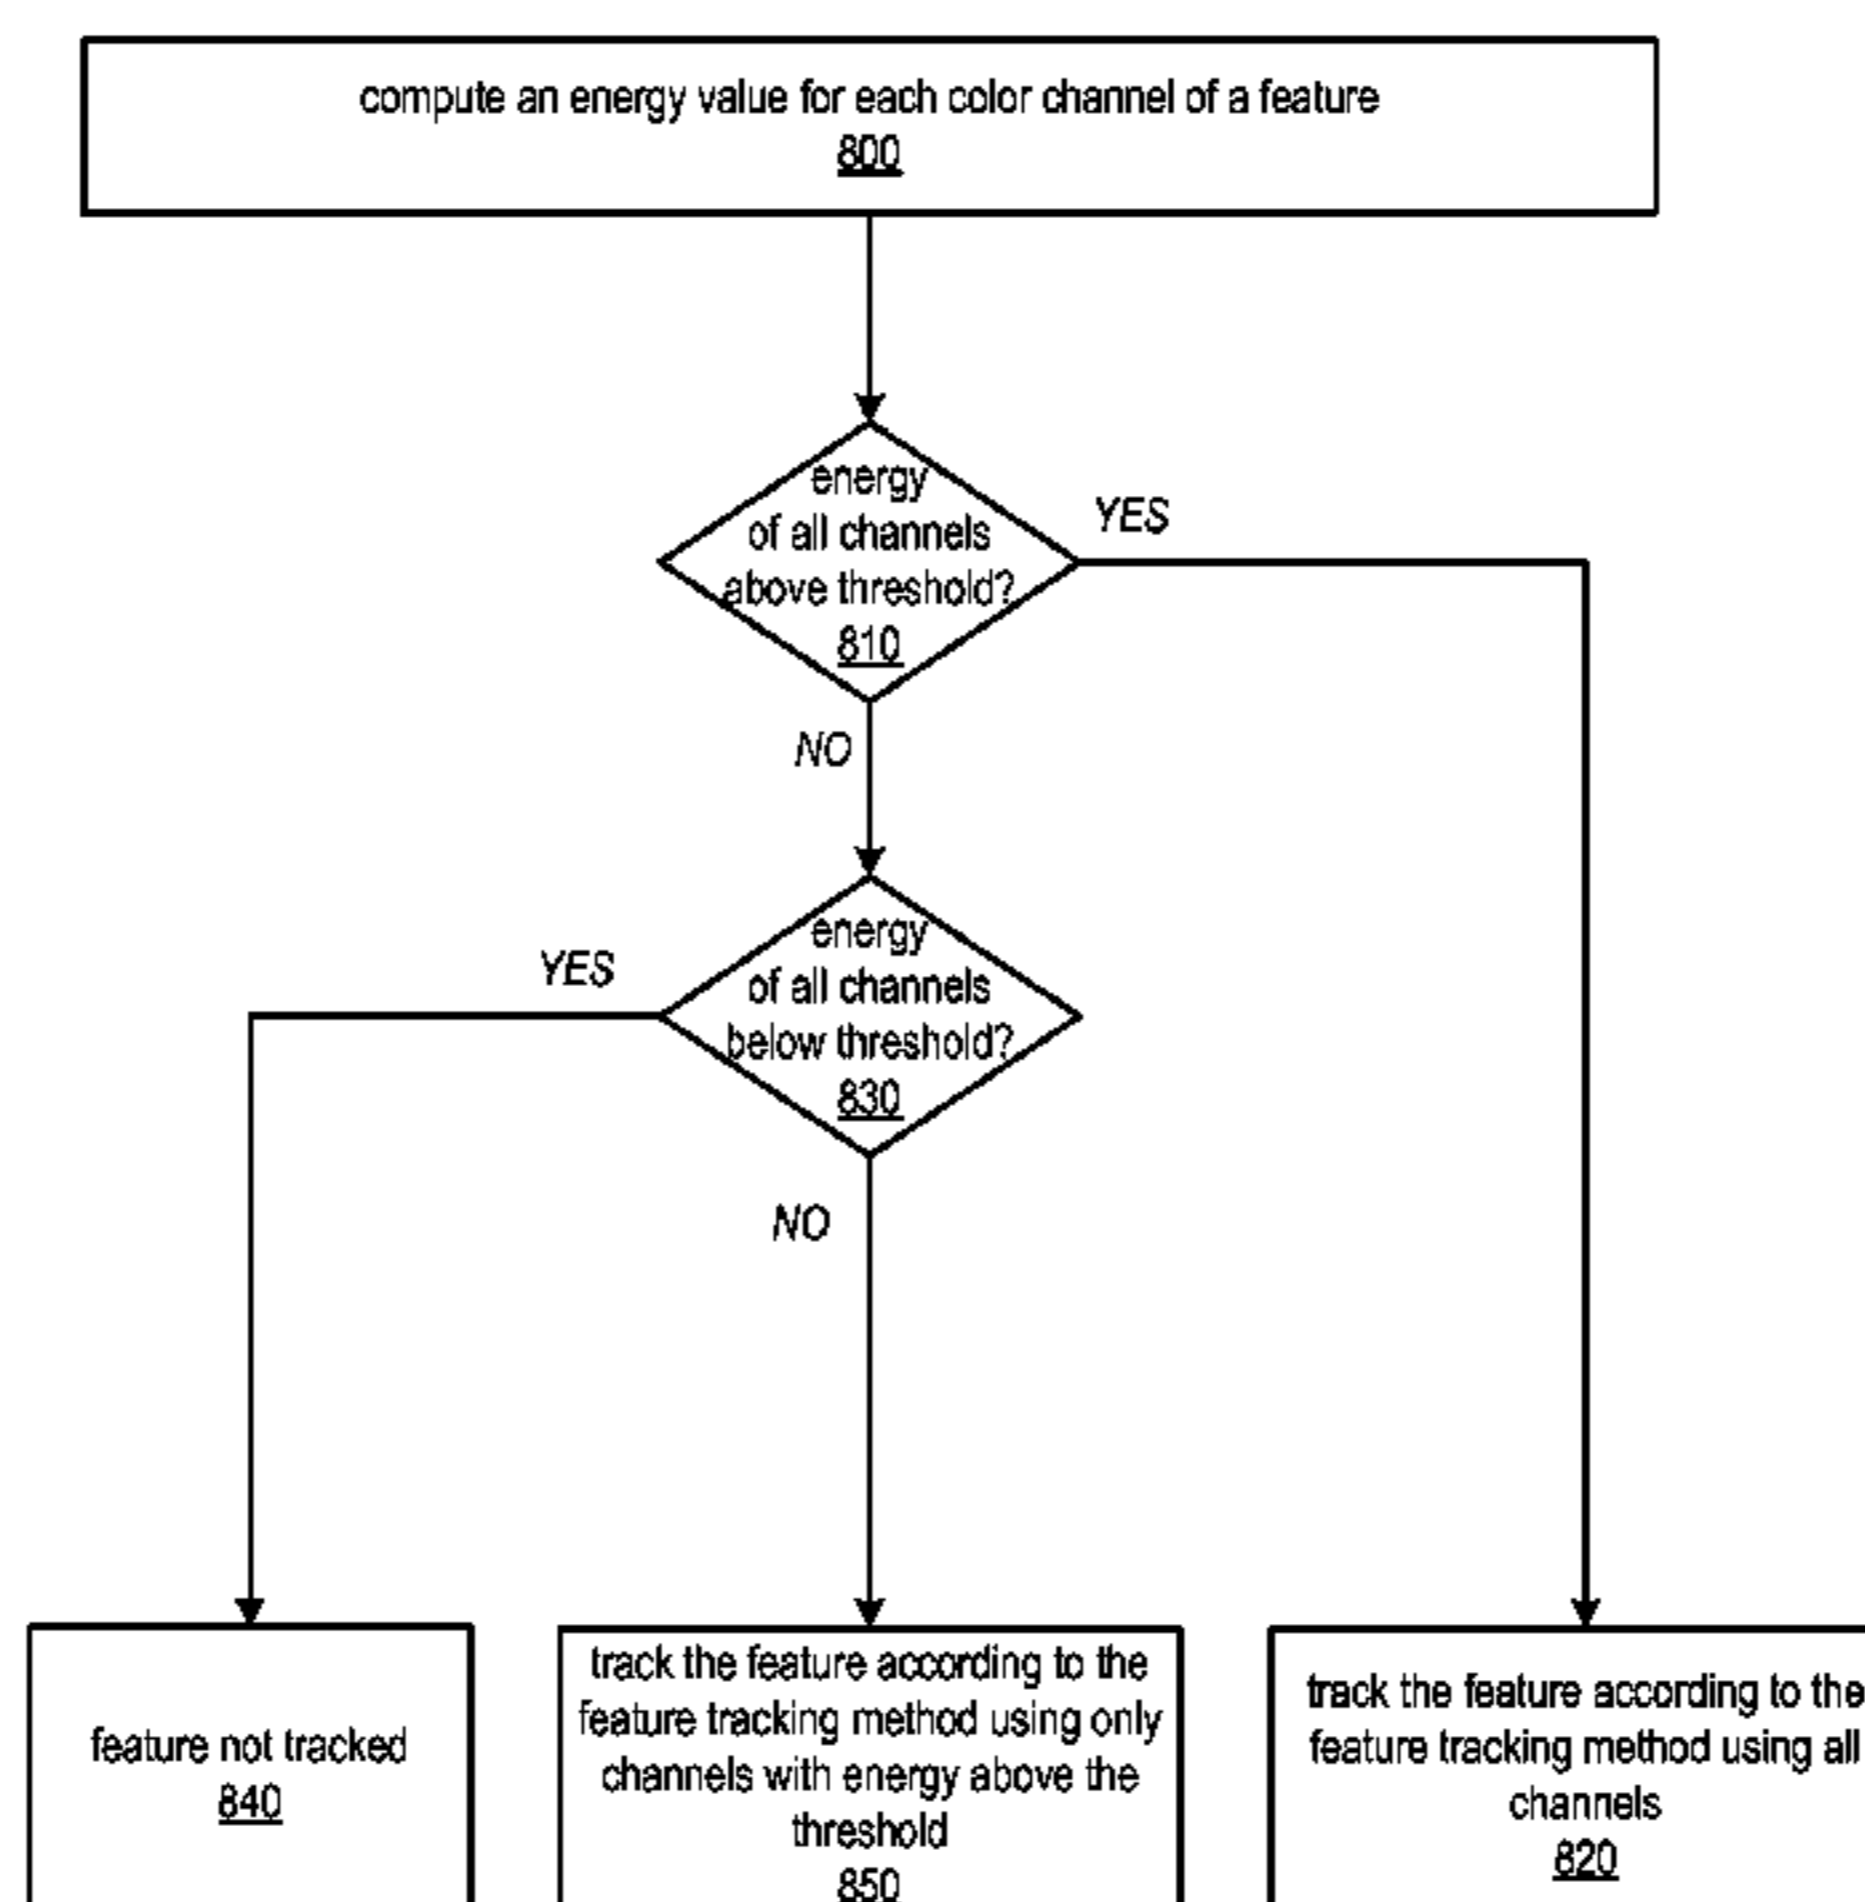 compute an energy value for each color channel of a feature
800
energy
of all channels
above threshold?
810
YES
NO
energy
of all channels
below threshold?
830
YES
NO
feature not tracked
840
track the feature according to the
feature tracking method using only
channels with energy above the
threshold
850
track the feature according to the
feature tracking method using all
channels
820